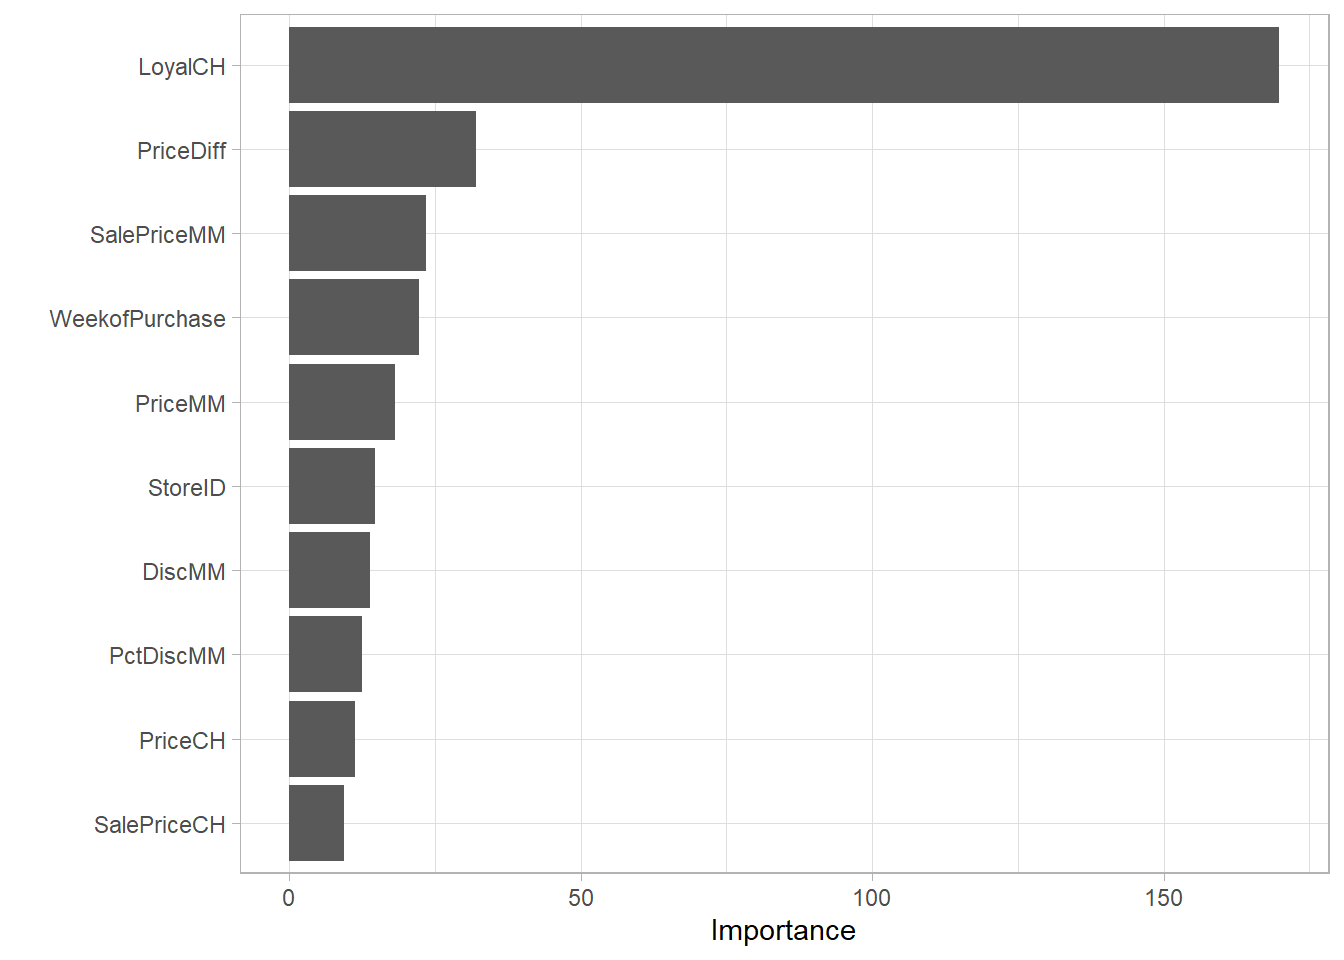 LoyalCH
PriceDiff
SalePriceMM
WeekofPurchase
PriceMM
StoreID
DiscMM
PctDiscMM
PriceCH
SalePriceCH
0 50 100 150
Importance